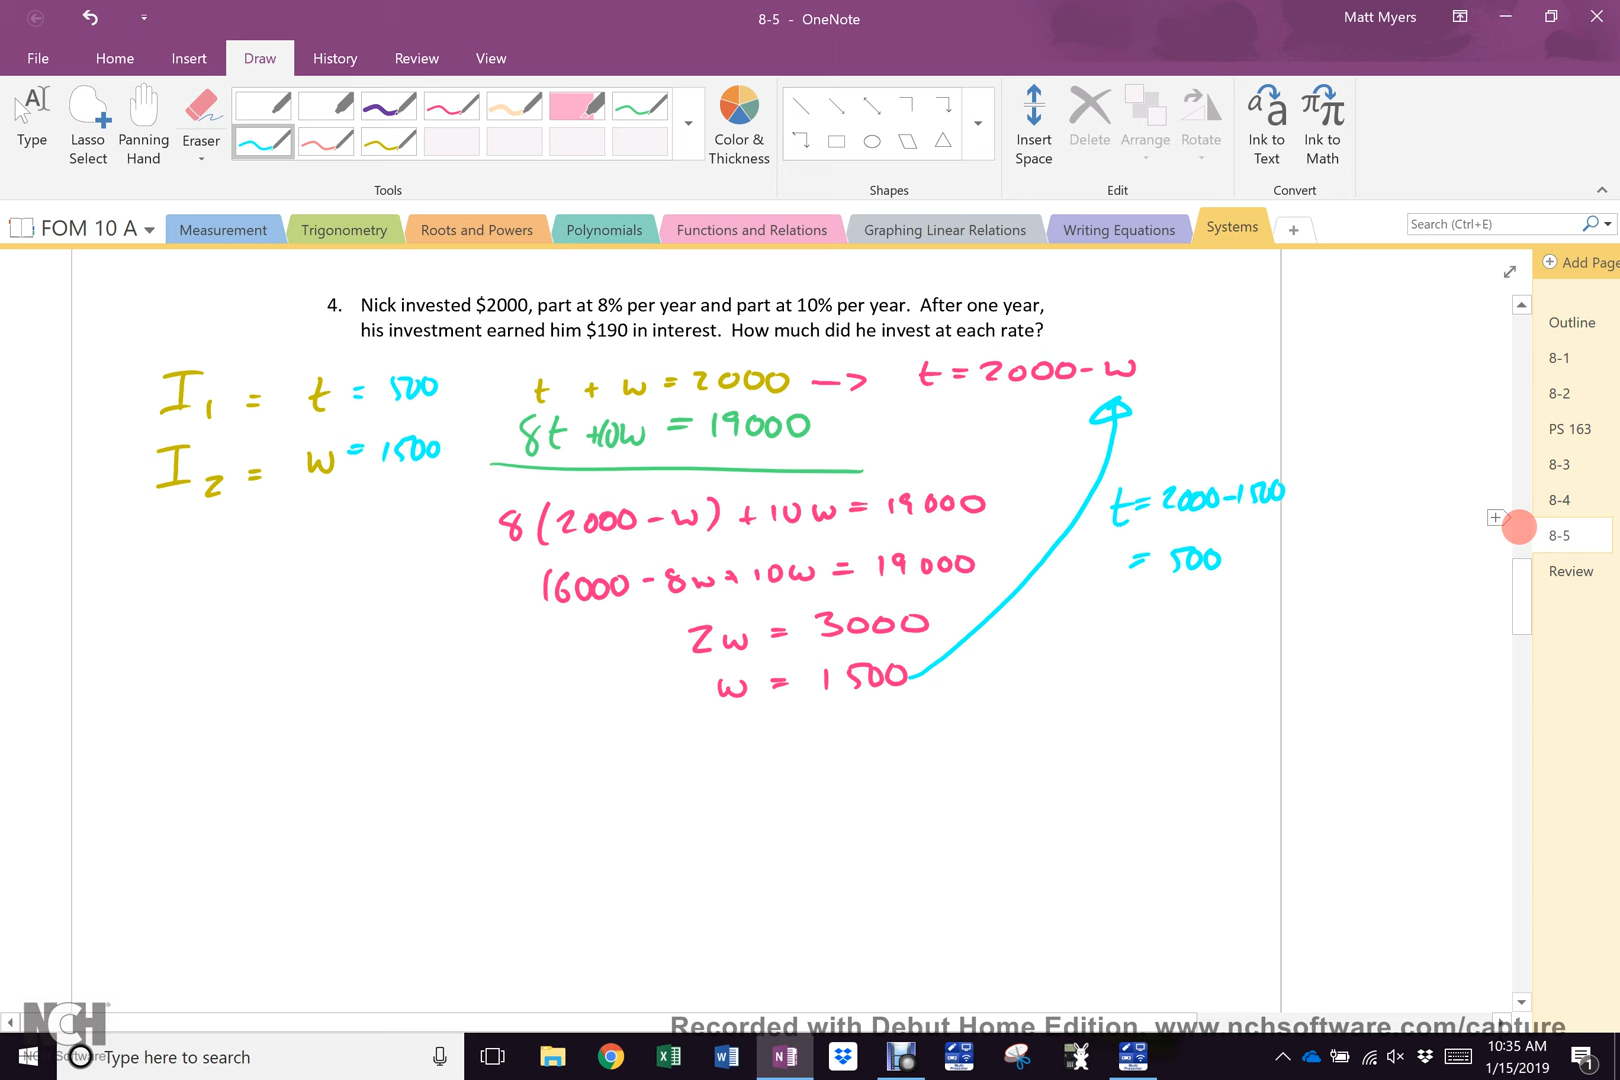 8-5 - OneNote
Matt Myers
File Home Insert Draw History Review View
Type
Lasso Select
Panning Hand
Eraser
Color & Thickness
Insert Space
Delete
Arrange
Rotate
Ink to Text
Ink to Math
Tools
Shapes
Edit
Convert
FOM 10 A
Measurement Trigonometry Roots and Powers Polynomials Functions and Relations Graphing Linear Relations Writing Equations Systems
Search (Ctrl+E)
Add Page
Outline
8-1
8-2
PS 163
8-3
8-4
8-5
Review
4. Nick invested $2000, part at 8% per year and part at 10% per year. After one year,
his investment earned him $190 in interest. How much did he invest at each rate?
I₁ = t = 500
I₂ = w = 1500
t + w = 2000 -> t = 2000 - w
8t + 10w = 19000
8(2000 - w) + 10w = 19000
16000 - 8w + 10w = 19000
2w = 3000
w = 1500
t = 2000 - 1500
= 500
NCH
NCH Software
Recorded with Debut Home Edition. www.nchsoftware.com/capture
Type here to search
10:35 AM
1/15/2019
1